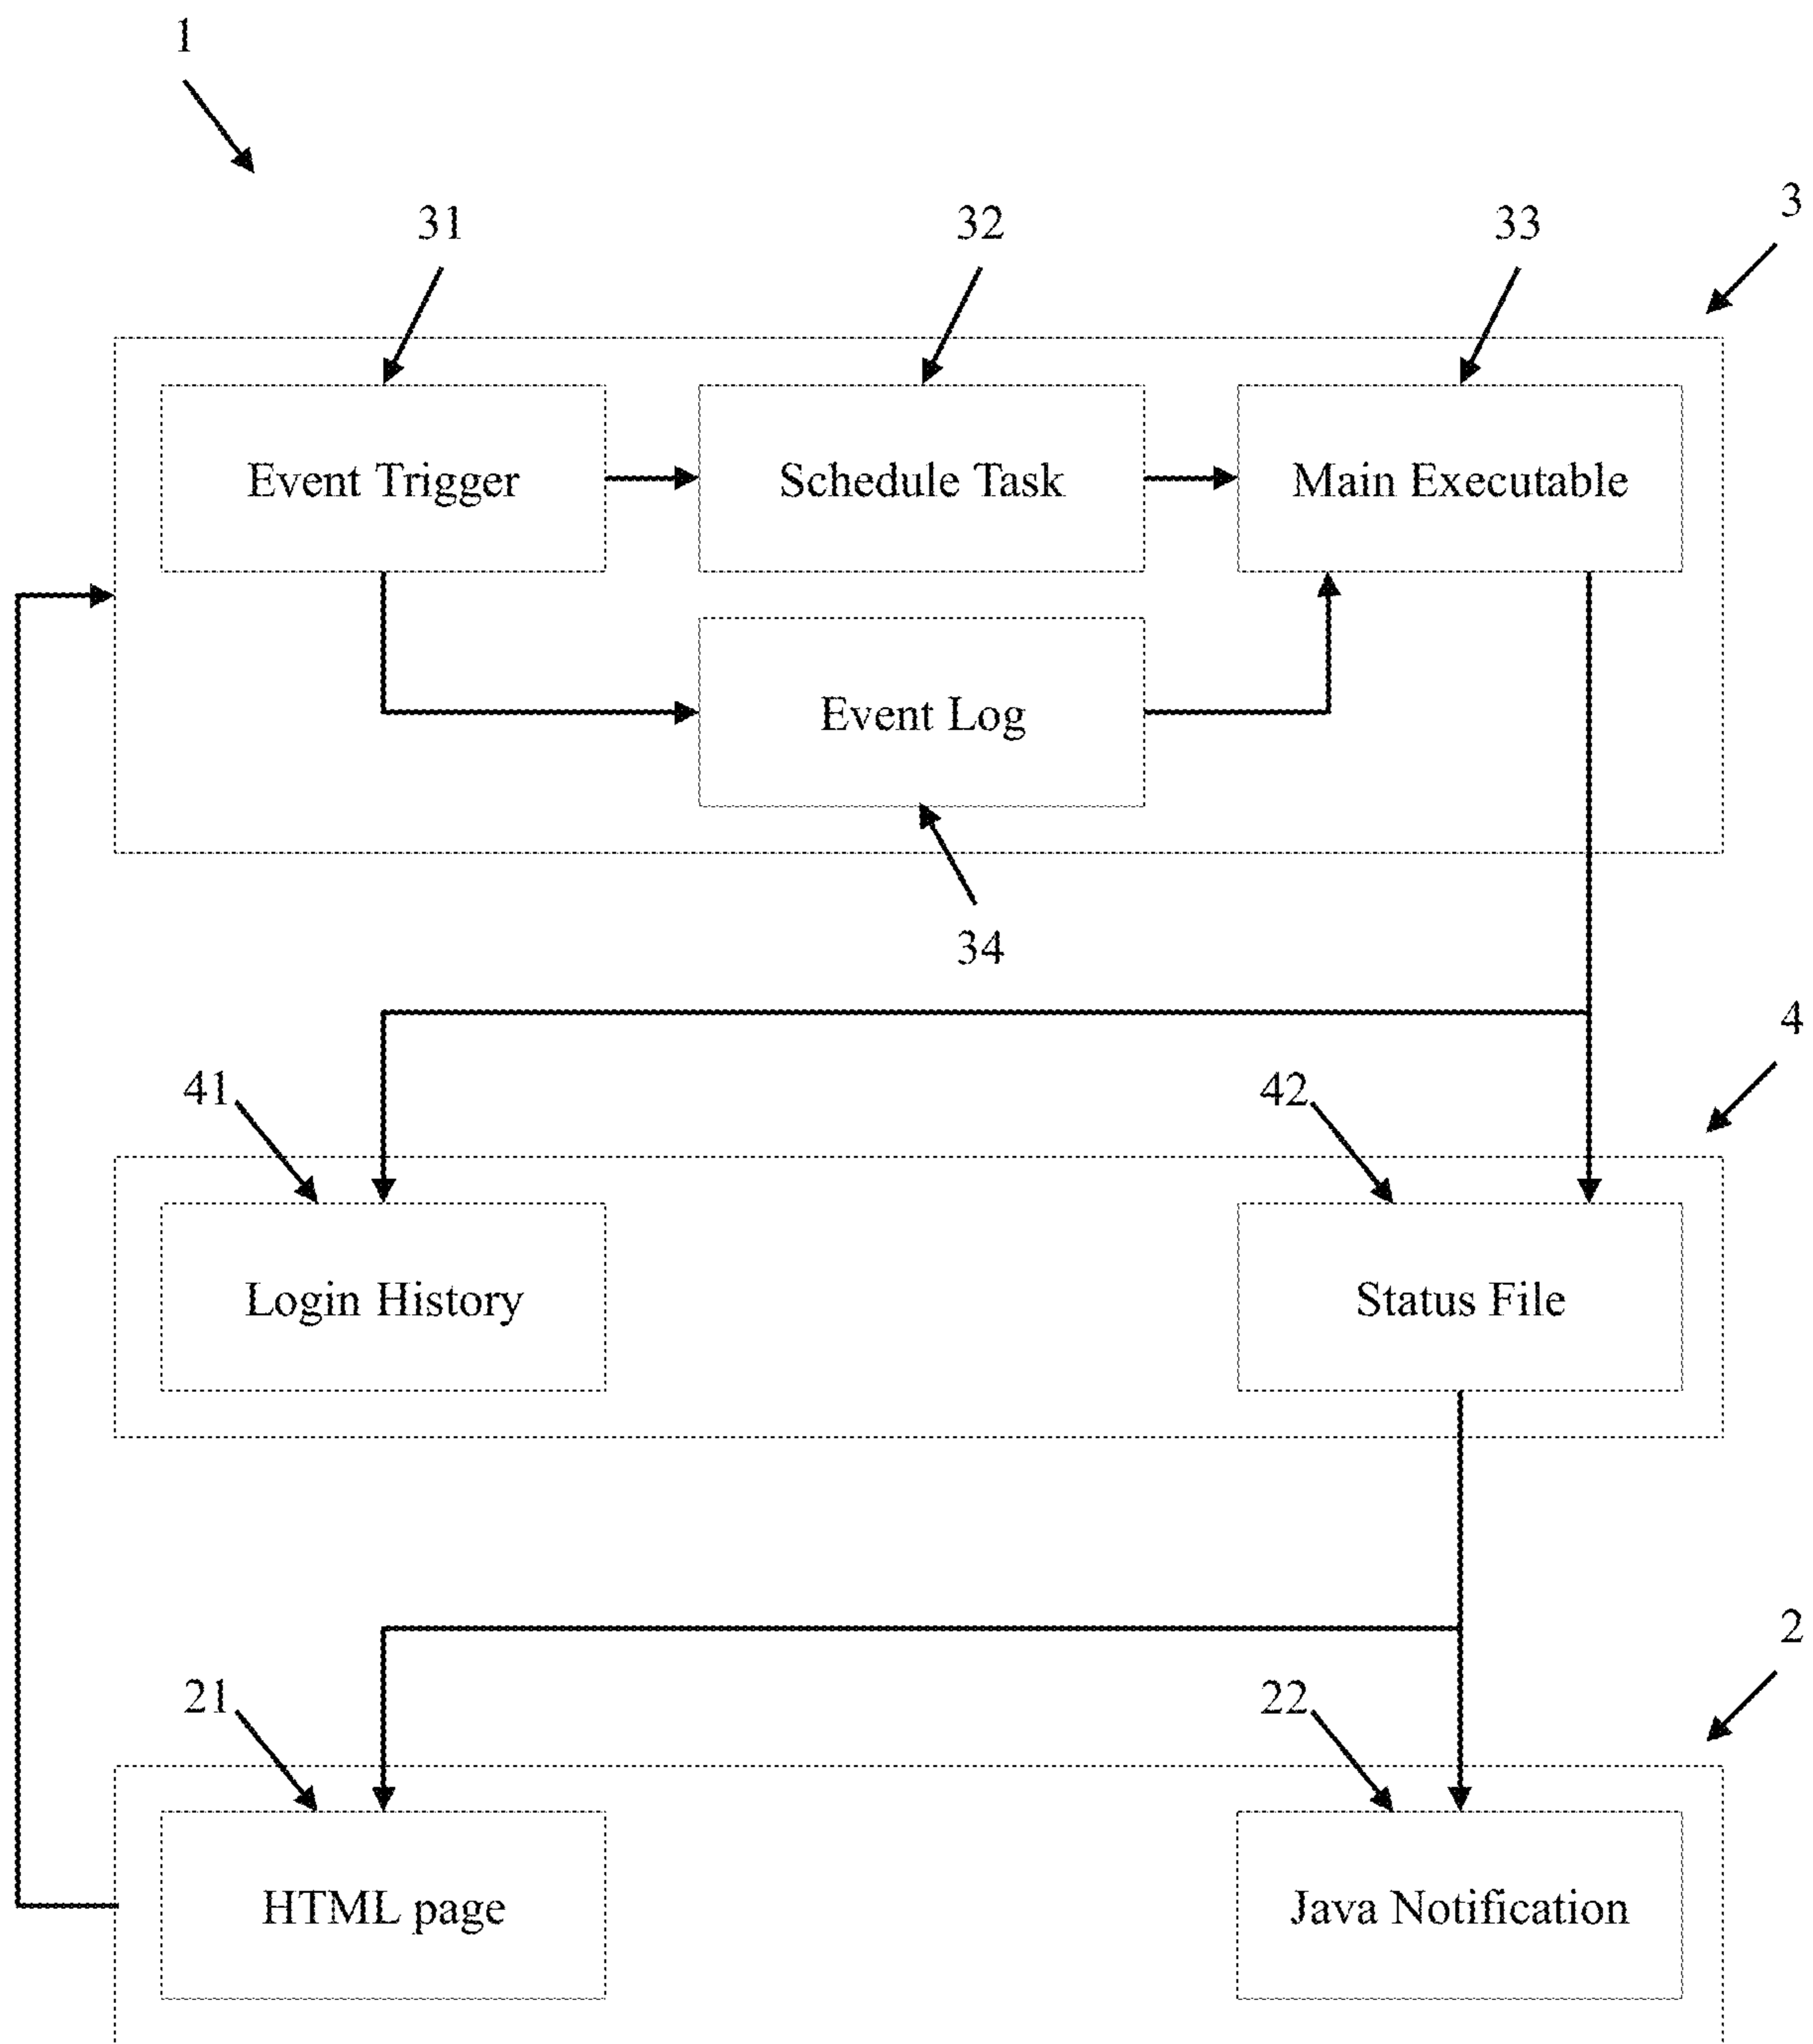 1
3
31
32
33
Event Trigger
Schedule Task
Main Executable
Event Log
34
4
41
42
Login History
Status File
2
21
22
HTML page
Java Notification